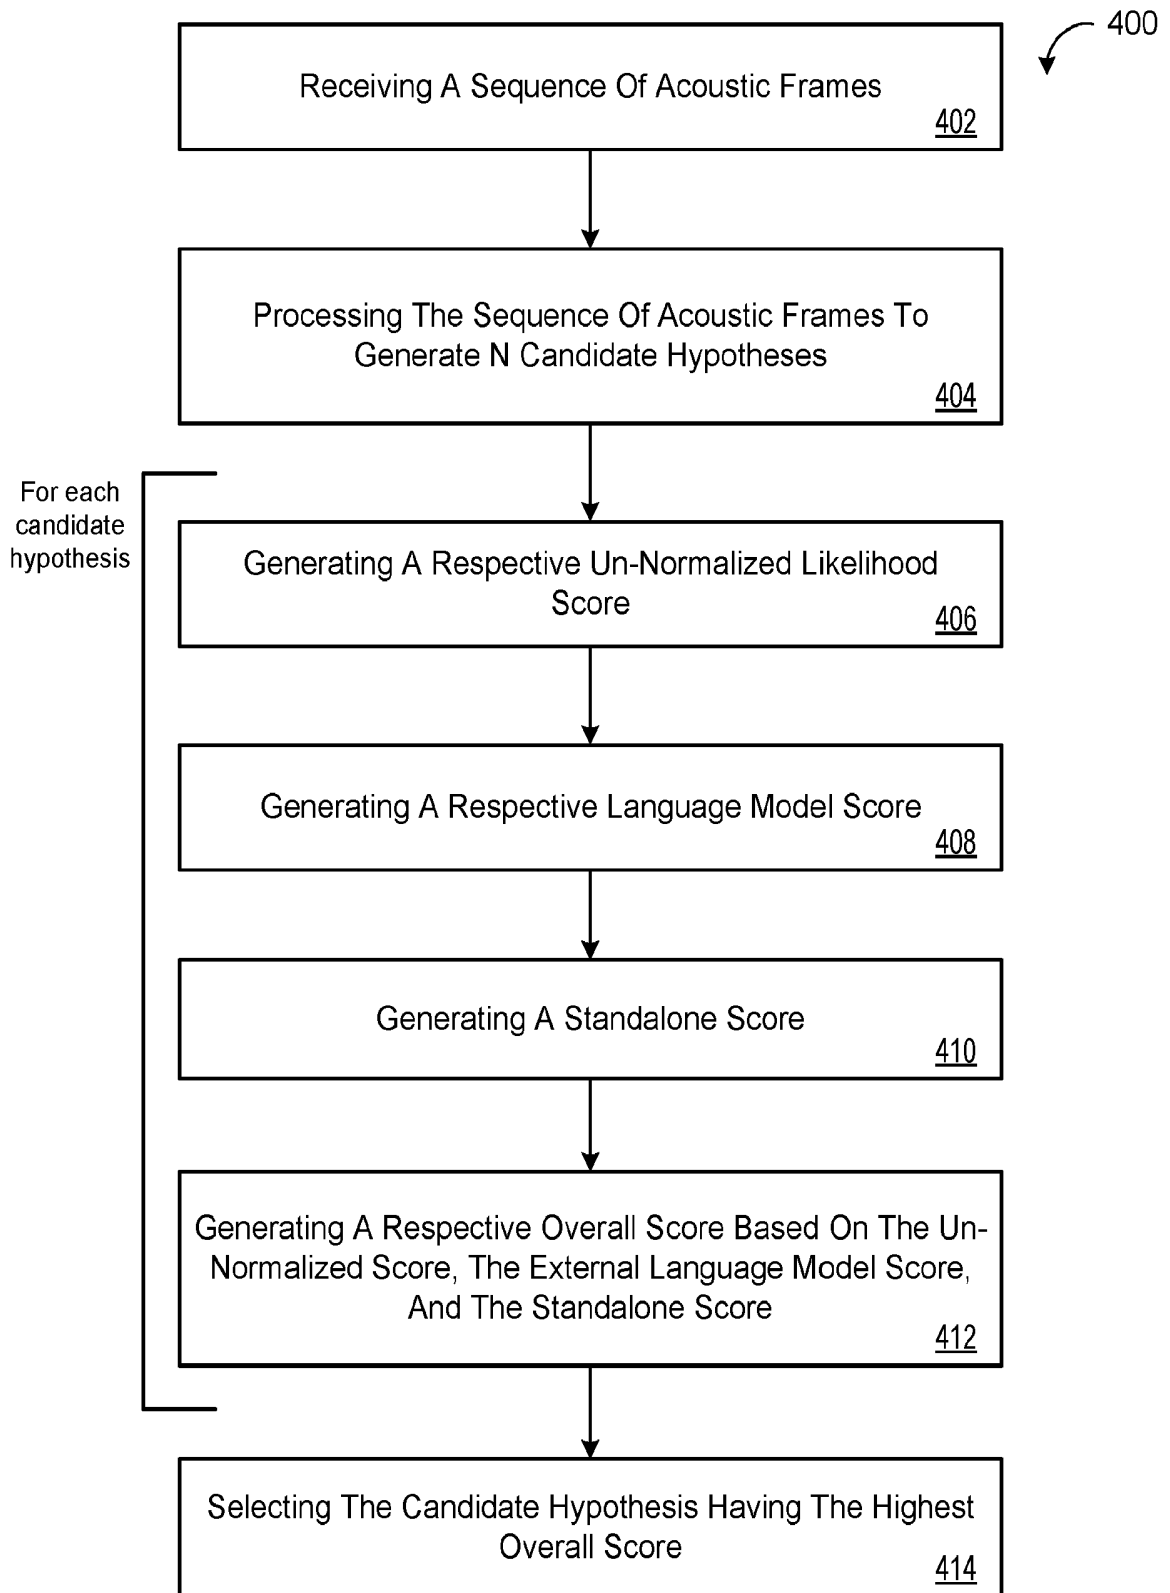 400
Receiving A Sequence Of Acoustic Frames
402
Processing The Sequence Of Acoustic Frames To
Generate N Candidate Hypotheses
404
For each
candidate
hypothesis
Generating A Respective Un-Normalized Likelihood
Score
406
Generating A Respective Language Model Score
408
Generating A Standalone Score
410
Generating A Respective Overall Score Based On The Un-
Normalized Score, The External Language Model Score,
And The Standalone Score
412
Selecting The Candidate Hypothesis Having The Highest
Overall Score
414